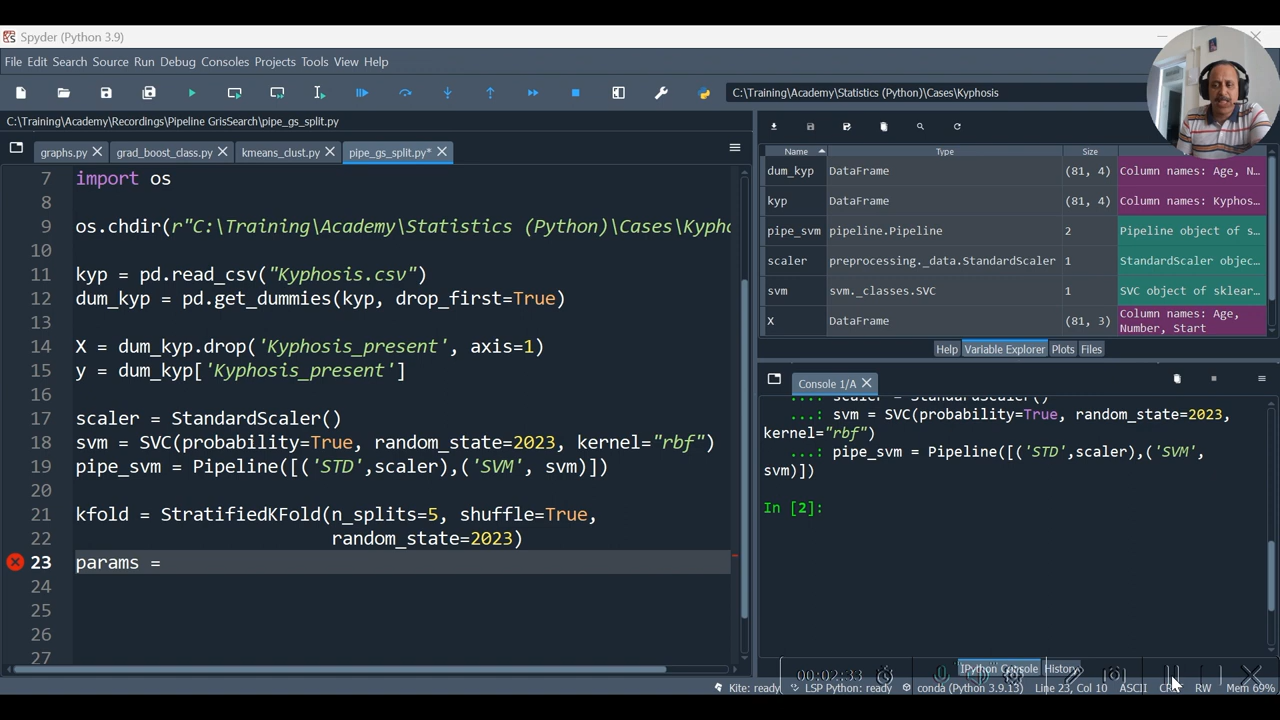 Spyder (Python 3.9)
File Edit Search Source Run Debug Consoles Projects Tools View Help
C:\Training\Academy\Statistics (Python)\Cases\Kyphosis
C:\Training\Academy\Recordings\Pipeline GrisSearch\pipe_gs_split.py
graphs.py grad_boost_class.py kmeans_clust.py pipe_gs_split.py*
7 import os
8
9 os.chdir(r"C:\Training\Academy\Statistics (Python)\Cases\Kypho
10
11 kyp = pd.read_csv("Kyphosis.csv")
12 dum_kyp = pd.get_dummies(kyp, drop_first=True)
13
14 X = dum_kyp.drop('Kyphosis_present', axis=1)
15 y = dum_kyp['Kyphosis_present']
16
17 scaler = StandardScaler()
18 svm = SVC(probability=True, random_state=2023, kernel="rbf")
19 pipe_svm = Pipeline([('STD',scaler),('SVM', svm)])
20
21 kfold = StratifiedKFold(n_splits=5, shuffle=True,
22 random_state=2023)
23 params =
24
25
26
27
Name Type Size
dum_kyp DataFrame (81, 4) Column names: Age, N…
kyp DataFrame (81, 4) Column names: Kyphos…
pipe_svm pipeline.Pipeline 2 Pipeline object of s…
scaler preprocessing._data.StandardScaler 1 StandardScaler objec…
svm svm._classes.SVC 1 SVC object of sklear…
X DataFrame (81, 3) Column names: Age, Number, Start
Help Variable Explorer Plots Files
Console 1/A
...: scaler = StandardScaler()
...: svm = SVC(probability=True, random_state=2023,
kernel="rbf")
...: pipe_svm = Pipeline([('STD',scaler),('SVM',
svm)])
In [2]:
00:02:33
IPython Console History
Kite: ready LSP Python: ready conda (Python 3.9.13) Line 23, Col 10 ASCII RW Mem 69%